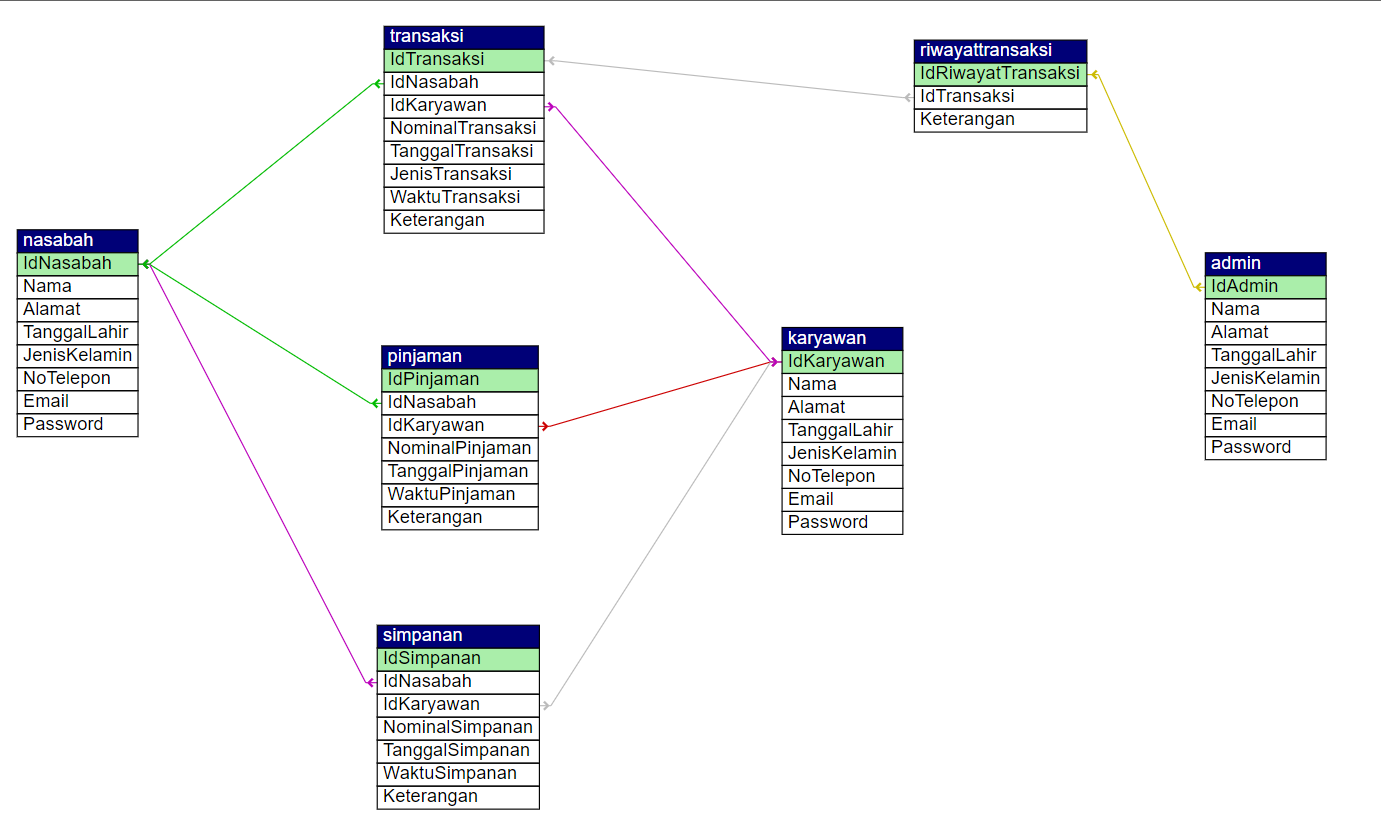 transaksi
IdTransaksi
IdNasabah
IdKaryawan
NominalTransaksi
TanggalTransaksi
JenisTransaksi
WaktuTransaksi
Keterangan
riwayattransaksi
IdRiwayatTransaksi
IdTransaksi
Keterangan
nasabah
IdNasabah
Nama
Alamat
TanggalLahir
JenisKelamin
NoTelepon
Email
Password
admin
IdAdmin
Nama
Alamat
TanggalLahir
JenisKelamin
NoTelepon
Email
Password
pinjaman
IdPinjaman
IdNasabah
IdKaryawan
NominalPinjaman
TanggalPinjaman
WaktuPinjaman
Keterangan
karyawan
IdKaryawan
Nama
Alamat
TanggalLahir
JenisKelamin
NoTelepon
Email
Password
simpanan
IdSimpanan
IdNasabah
IdKaryawan
NominalSimpanan
TanggalSimpanan
WaktuSimpanan
Keterangan